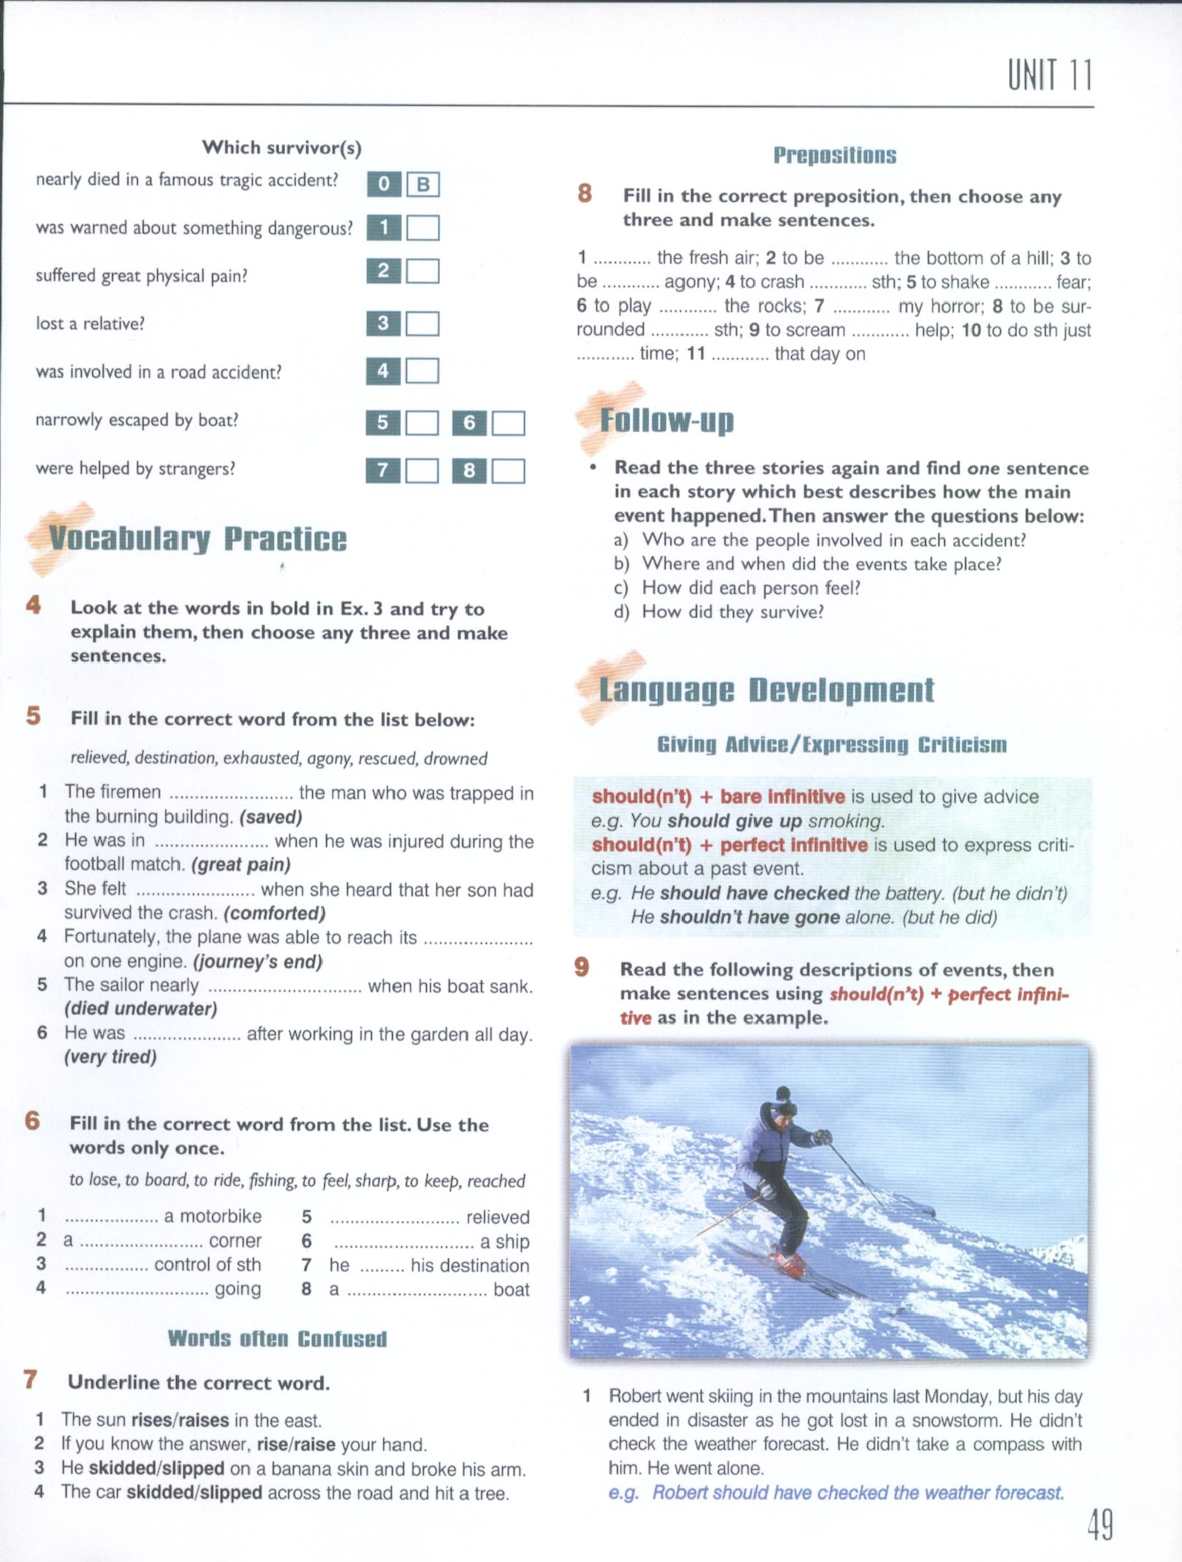 UNIT 11
Which survivor(s)
nearly died in a famous tragic accident? 0 B
was warned about something dangerous? 1
suffered great physical pain? 2
lost a relative? 3
was involved in a road accident? 4
narrowly escaped by boat? 5 6
were helped by strangers? 7 8
Vocabulary Practice
4 Look at the words in bold in Ex. 3 and try to
explain them, then choose any three and make
sentences.
5 Fill in the correct word from the list below:
relieved, destination, exhausted, agony, rescued, drowned
1 The firemen ......................... the man who was trapped in
the burning building. (saved)
2 He was in ....................... when he was injured during the
football match. (great pain)
3 She felt ........................ when she heard that her son had
survived the crash. (comforted)
4 Fortunately, the plane was able to reach its ......................
on one engine. (journey's end)
5 The sailor nearly ............................... when his boat sank.
(died underwater)
6 He was ...................... after working in the garden all day.
(very tired)
6 Fill in the correct word from the list. Use the
words only once.
to lose, to board, to ride, fishing, to feel, sharp, to keep, reached
1 ................... a motorbike
2 a ......................... corner
3 ................. control of sth
4 ............................. going
5 .......................... relieved
6 ............................ a ship
7 he ......... his destination
8 a ............................ boat
Words often Confused
7 Underline the correct word.
1 The sun rises/raises in the east.
2 If you know the answer, rise/raise your hand.
3 He skidded/slipped on a banana skin and broke his arm.
4 The car skidded/slipped across the road and hit a tree.
Prepositions
8 Fill in the correct preposition, then choose any
three and make sentences.
1 ............ the fresh air; 2 to be ............ the bottom of a hill; 3 to
be ............ agony; 4 to crash ............ sth; 5 to shake ............ fear;
6 to play ............ the rocks; 7 ............ my horror; 8 to be sur-
rounded ............ sth; 9 to scream ............ help; 10 to do sth just
............ time; 11 ............ that day on
Follow-up
• Read the three stories again and find one sentence
in each story which best describes how the main
event happened. Then answer the questions below:
a) Who are the people involved in each accident?
b) Where and when did the events take place?
c) How did each person feel?
d) How did they survive?
Language Development
Giving Advice/Expressing Criticism
should(n't) + bare infinitive is used to give advice
e.g. You should give up smoking.
should(n't) + perfect infinitive is used to express criti-
cism about a past event.
e.g. He should have checked the battery. (but he didn't)
He shouldn't have gone alone. (but he did)
9 Read the following descriptions of events, then
make sentences using should(n't) + perfect infini-
tive as in the example.
1 Robert went skiing in the mountains last Monday, but his day
ended in disaster as he got lost in a snowstorm. He didn't
check the weather forecast. He didn't take a compass with
him. He went alone.
e.g. Robert should have checked the weather forecast.
49